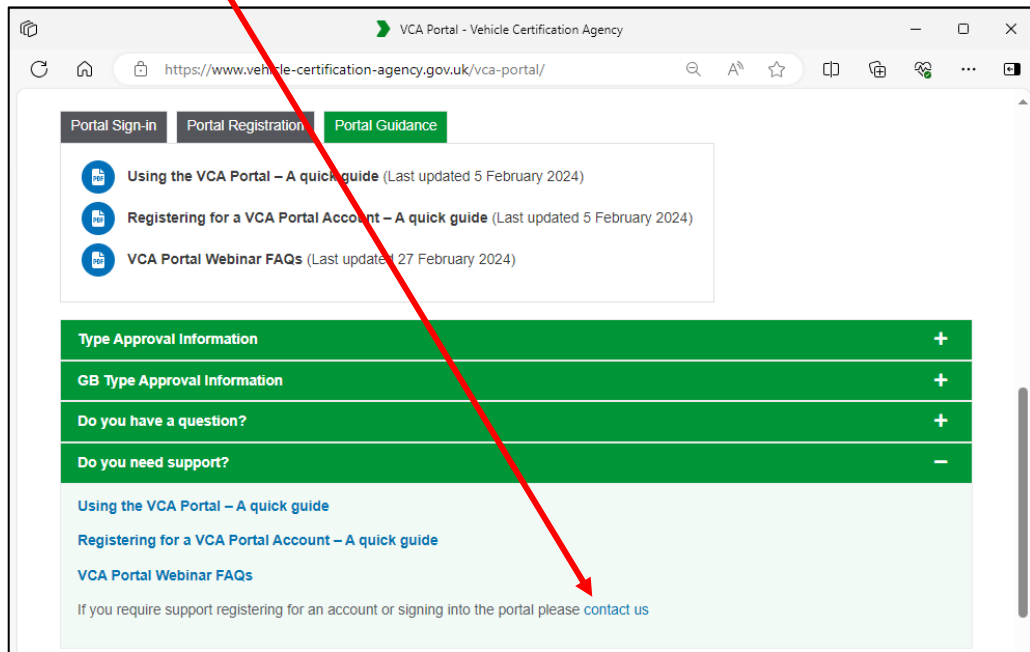 VCA Portal - Vehicle Certification Agency
https://www.vehicle-certification-agency.gov.uk/vca-portal/
Portal Sign-in Portal Registration Portal Guidance
PDF Using the VCA Portal – A quick guide (Last updated 5 February 2024)
PDF Registering for a VCA Portal Account – A quick guide (Last updated 5 February 2024)
PDF VCA Portal Webinar FAQs (Last updated 27 February 2024)
Type Approval Information
GB Type Approval Information
Do you have a question?
Do you need support?
Using the VCA Portal – A quick guide
Registering for a VCA Portal Account – A quick guide
VCA Portal Webinar FAQs
If you require support registering for an account or signing into the portal please contact us